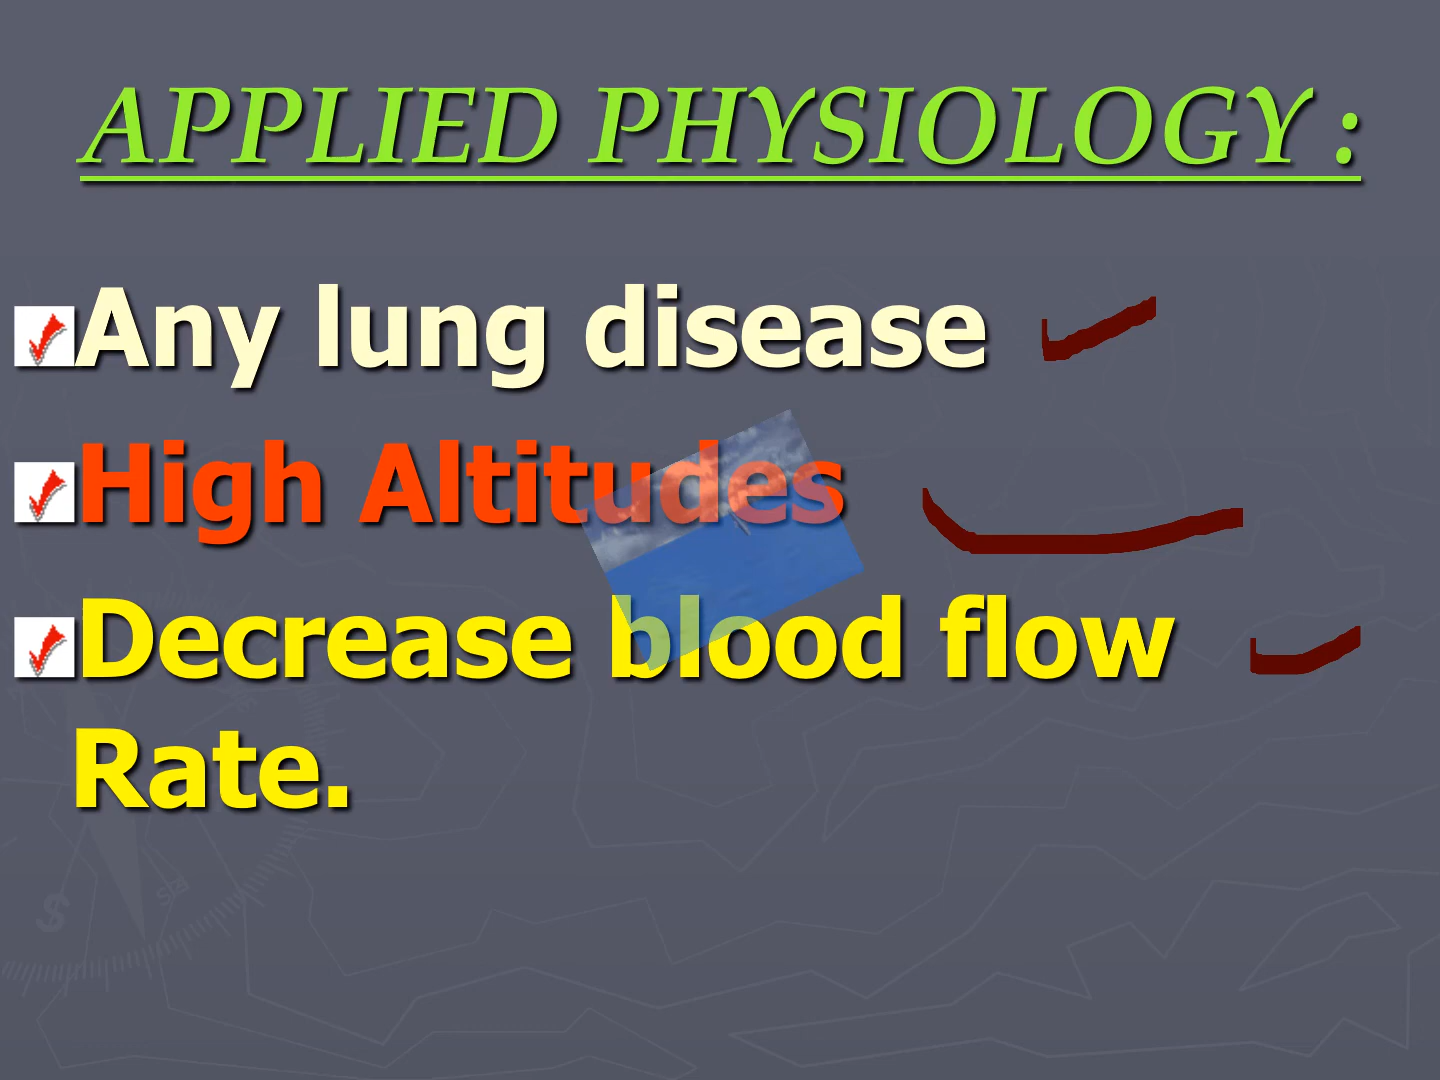 APPLIED PHYSIOLOGY :
Any lung disease
High Altitudes
Decrease blood flow
Rate.
S